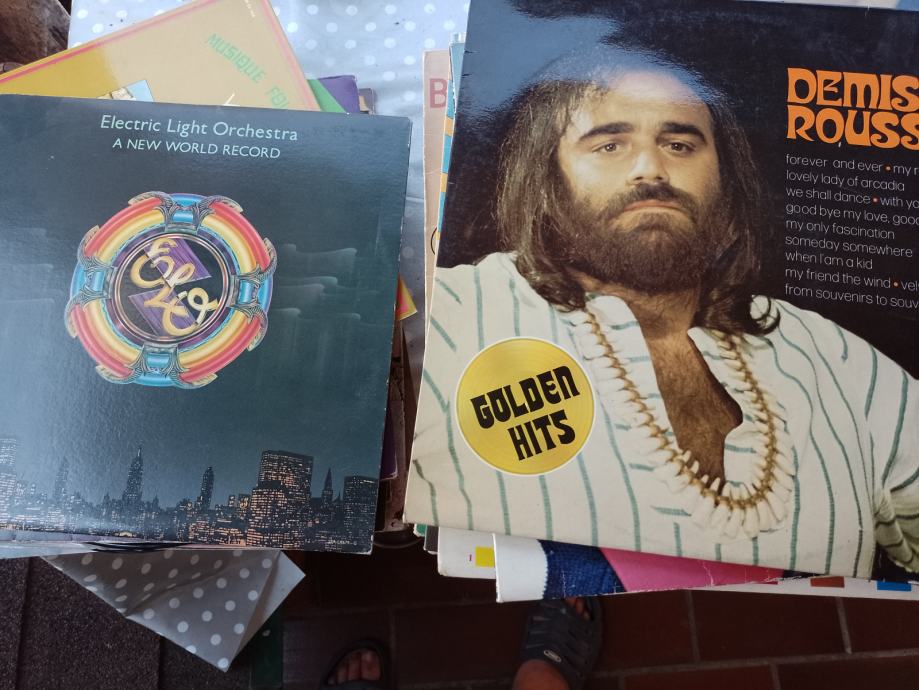 MUSIQUE FOL
Electric Light Orchestra
A NEW WORLD RECORD
ELO
B
DEMIS
ROUSS
forever and ever • my r
lovely lady of arcadia
we shall dance • with yo
good bye my love, good
my only fascination
someday somewhere
when I'am a kid
my friend the wind • vel
from souvenirs to souv
GOLDEN
HITS